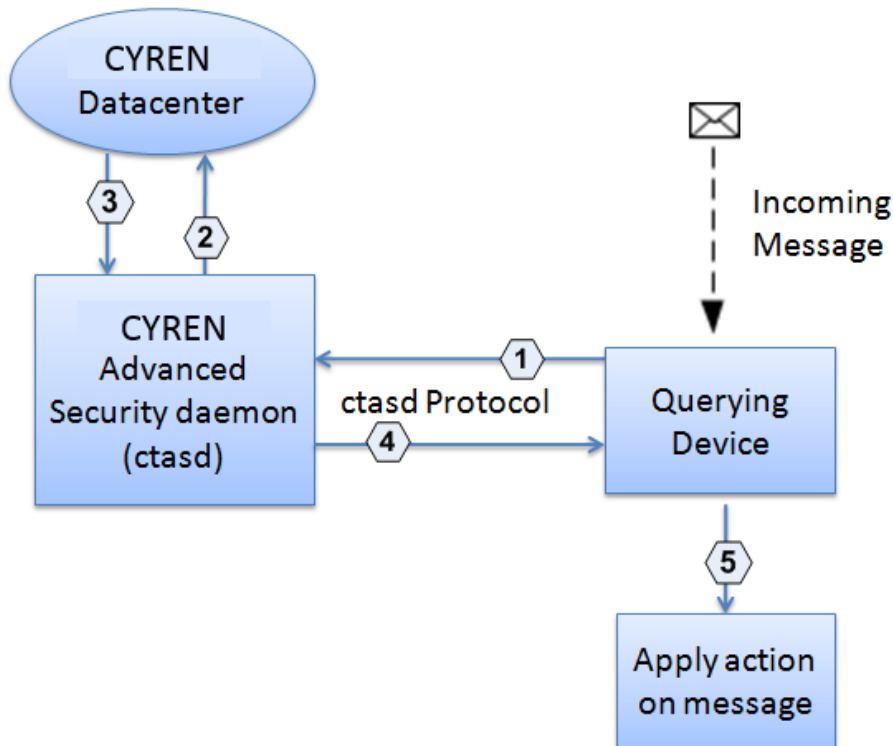 CYREN
Datacenter
3
2
Incoming
Message
CYREN
Advanced
Security daemon
(ctasd)
1
ctasd Protocol
4
Querying
Device
5
Apply action
on message